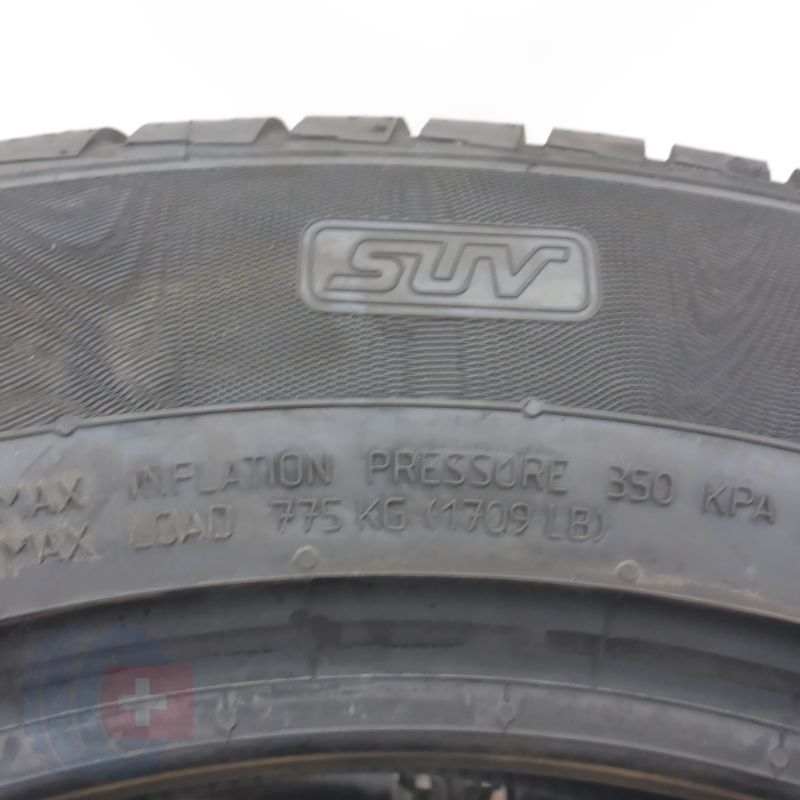 SUV
MAX INFLATION PRESSURE 350 KPA
MAX LOAD 775 KG (1709 LB)